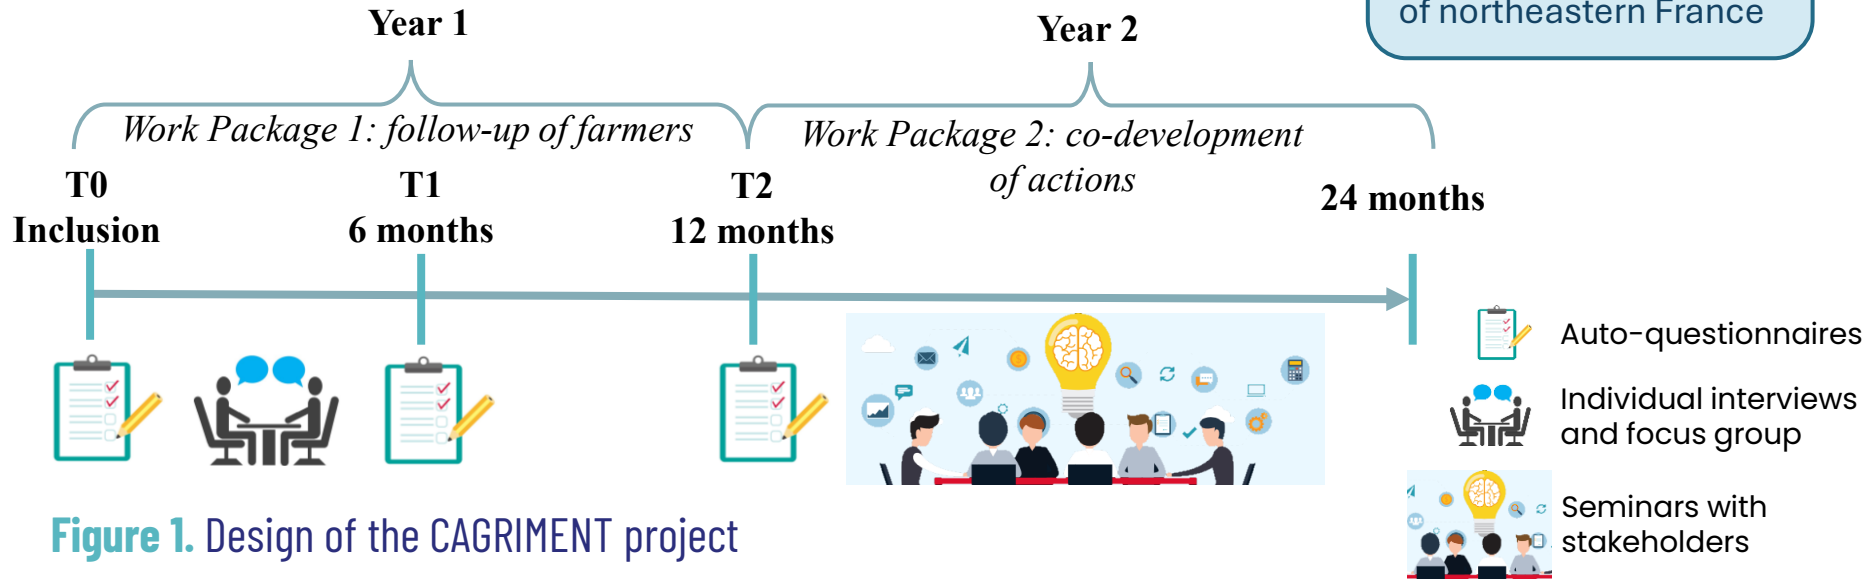 of northeastern France
Year 1
Year 2
Work Package 1: follow-up of farmers
Work Package 2: co-development
of actions
T0
Inclusion
T1
6 months
T2
12 months
24 months
Auto-questionnaires
Individual interviews
and focus group
Seminars with
stakeholders
Figure 1. Design of the CAGRIMENT project